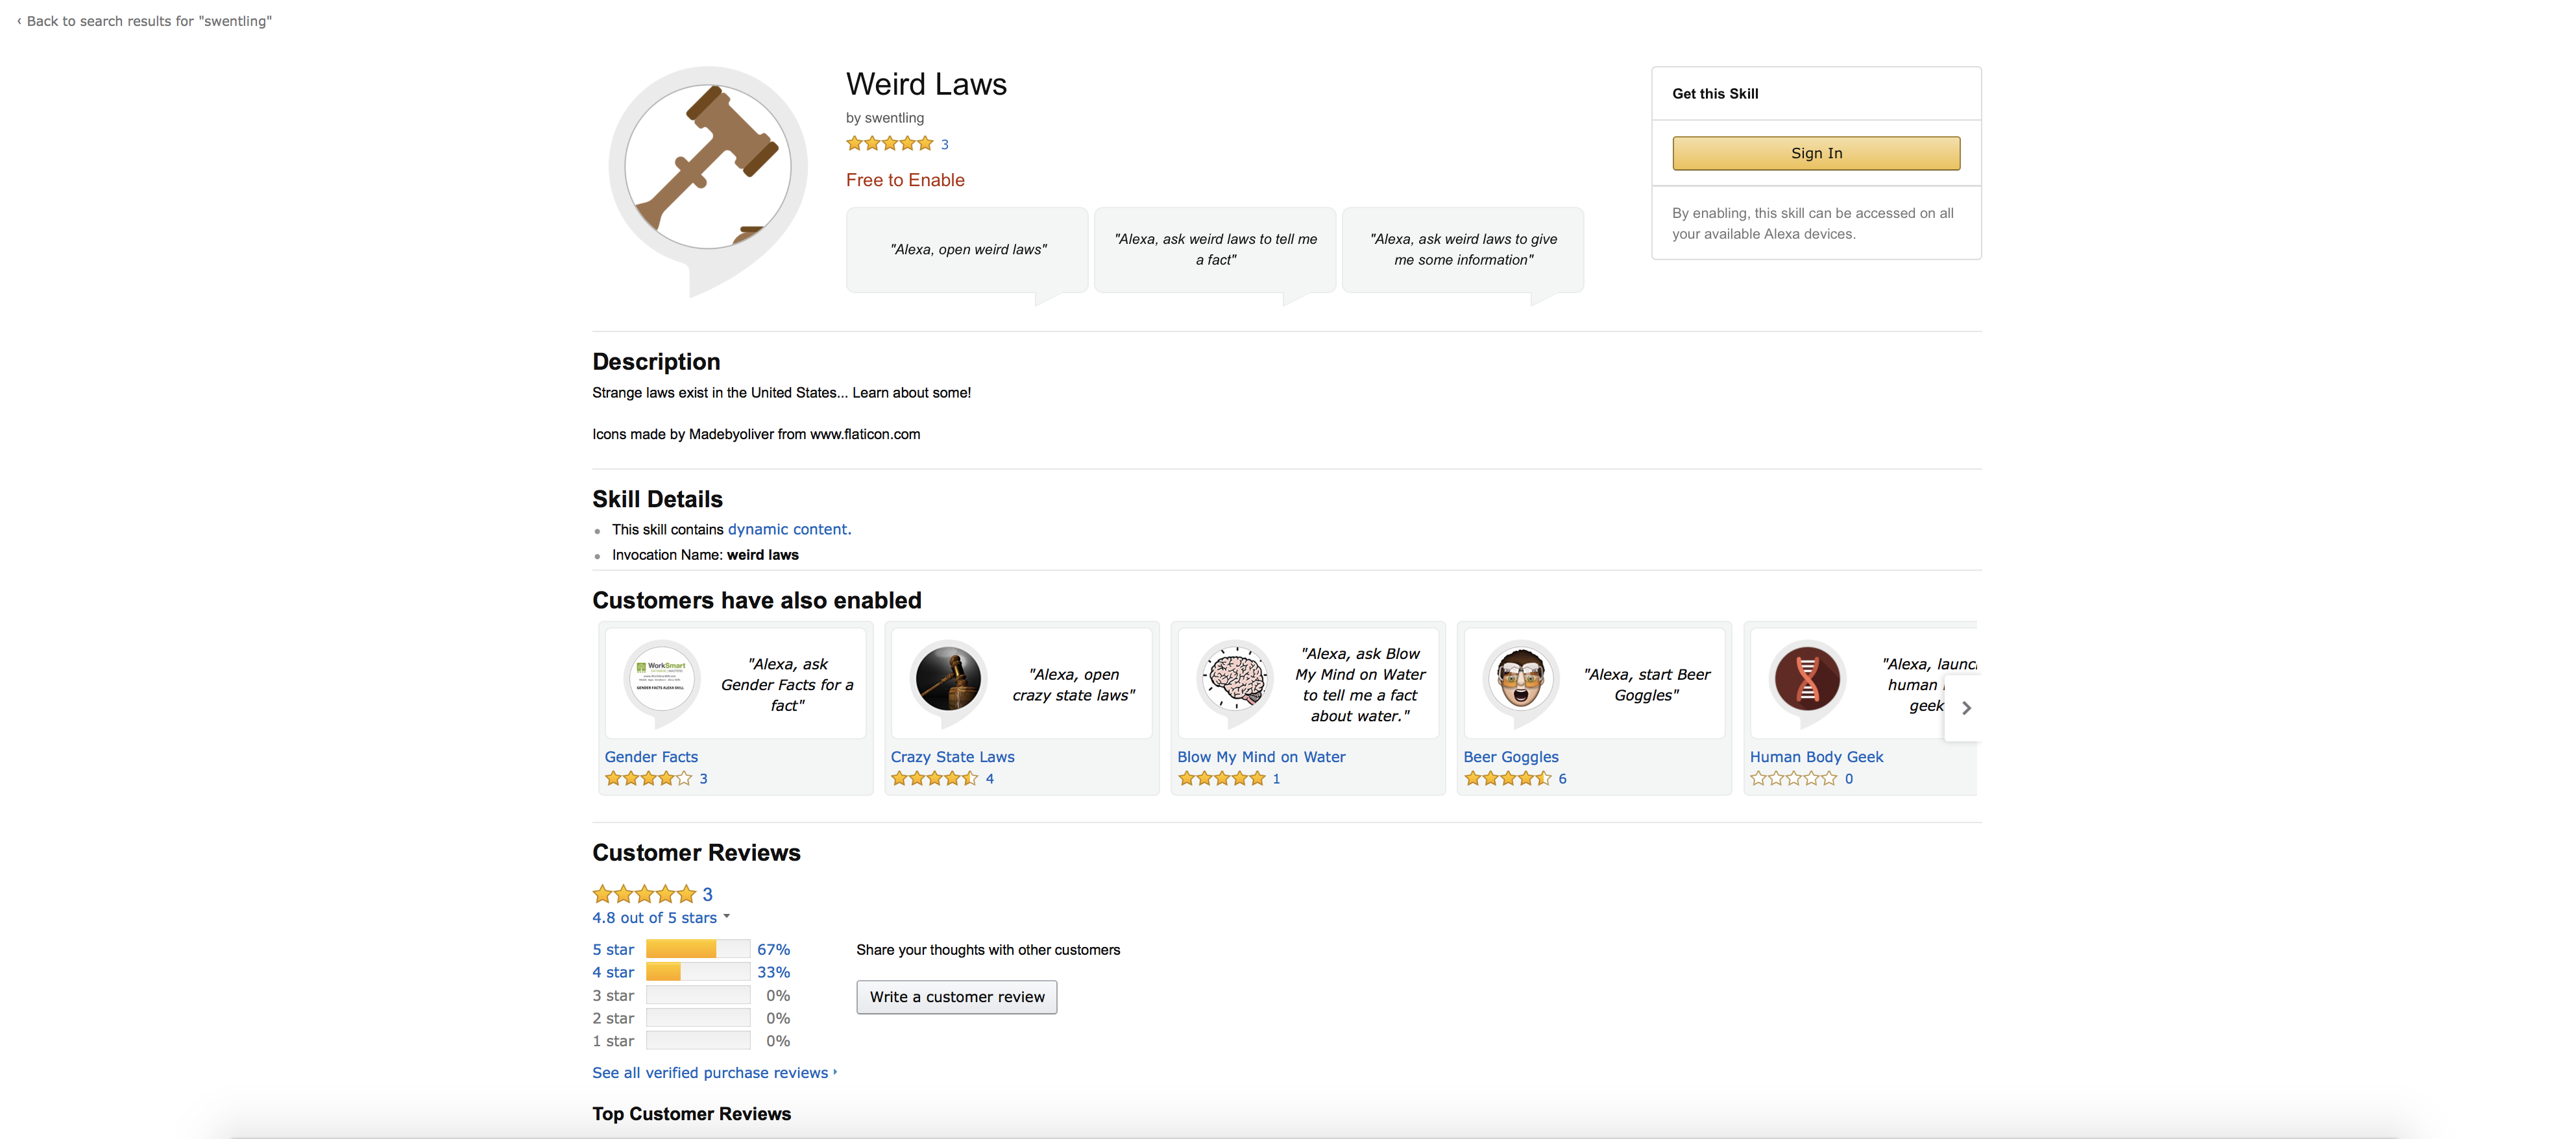 ‹ Back to search results for "swentling"
Weird Laws
by swentling
3
Free to Enable
"Alexa, open weird laws"
"Alexa, ask weird laws to tell me
a fact"
"Alexa, ask weird laws to give
me some information"
Get this Skill
Sign In
By enabling, this skill can be accessed on all
your available Alexa devices.
Description
Strange laws exist in the United States... Learn about some!
Icons made by Madebyoliver from www.flaticon.com
Skill Details
This skill contains dynamic content.
Invocation Name: weird laws
Customers have also enabled
WorkSmart
GENDER FACTS ALEXA SKILL
"Alexa, ask
Gender Facts for a
fact"
Gender Facts
3
"Alexa, open
crazy state laws"
Crazy State Laws
4
"Alexa, ask Blow
My Mind on Water
to tell me a fact
about water."
Blow My Mind on Water
1
"Alexa, start Beer
Goggles"
Beer Goggles
6
"Alexa, launc
human
geek
Human Body Geek
0
Customer Reviews
3
4.8 out of 5 stars
5 star 67%
4 star 33%
3 star 0%
2 star 0%
1 star 0%
Share your thoughts with other customers
Write a customer review
See all verified purchase reviews ›
Top Customer Reviews